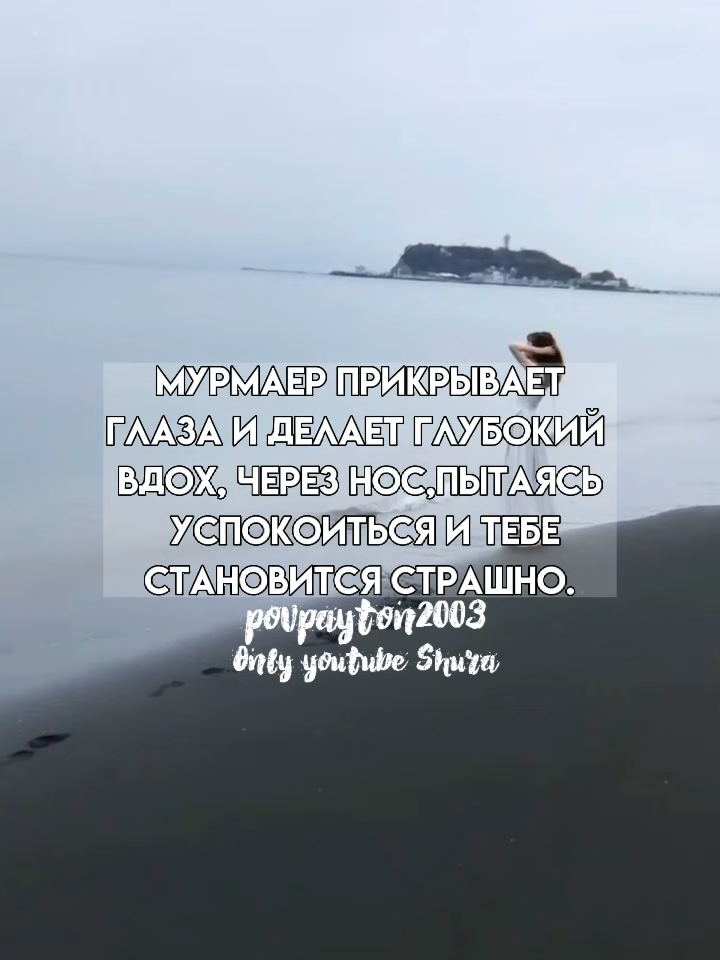 МУРМАЕР ПРИКРЫВАЕТ
ГЛАЗА И ДЕЛАЕТ ГЛУБОКИЙ
ВДОХ, ЧЕРЕЗ НОС,ПЫТАЯСЬ
УСПОКОИТЬСЯ И ТЕБЕ
СТАНОВИТСЯ СТРАШНО.
povpayton2003
Only youtube Shura